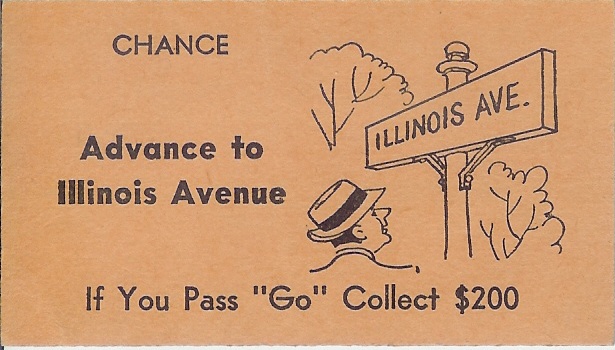 CHANCE
Advance to
Illinois Avenue
ILLINOIS AVE.
If You Pass "Go" Collect $200